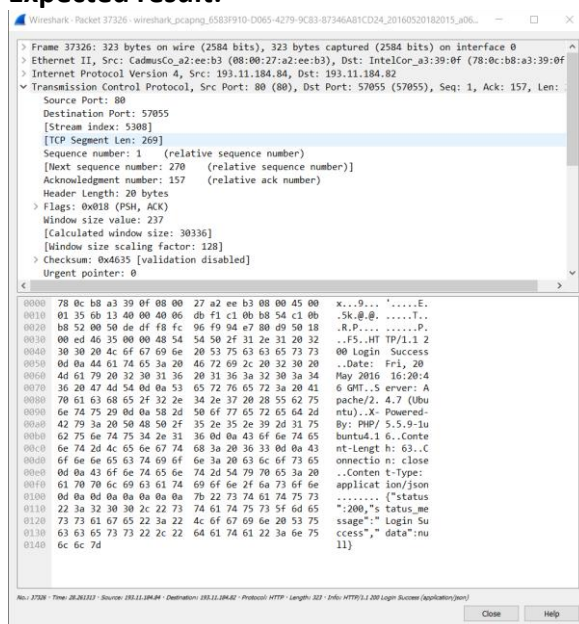 Expected result:
Wireshark · Packet 37326 · wireshark_pcapng_6583F910-D065-4279-9C83-87346A81CD24_20160520182015_a06...
> Frame 37326: 323 bytes on wire (2584 bits), 323 bytes captured (2584 bits) on interface 0
> Ethernet II, Src: CadmusCo_a2:ee:b3 (08:00:27:a2:ee:b3), Dst: IntelCor_a3:39:0f (78:0c:b8:a3:39:0f
> Internet Protocol Version 4, Src: 193.11.184.84, Dst: 193.11.184.82
v Transmission Control Protocol, Src Port: 80 (80), Dst Port: 57055 (57055), Seq: 1, Ack: 157, Len:
Source Port: 80
Destination Port: 57055
[Stream index: 5308]
[TCP Segment Len: 269]
Sequence number: 1 (relative sequence number)
[Next sequence number: 270 (relative sequence number)]
Acknowledgment number: 157 (relative ack number)
Header Length: 20 bytes
> Flags: 0x018 (PSH, ACK)
Window size value: 237
[Calculated window size: 30336]
[Window size scaling factor: 128]
> Checksum: 0x4635 [validation disabled]
Urgent pointer: 0
0000 78 0c b8 a3 39 0f 08 00 27 a2 ee b3 08 00 45 00 x...9... '.....E.
0010 01 35 6b 13 40 00 40 06 db f1 c1 0b b8 54 c1 0b .5k.@.@. .....T..
0020 b8 52 00 50 de df f8 fc 96 f9 94 e7 80 d9 50 18 .R.P.... ......P.
0030 00 ed 46 35 00 00 48 54 54 50 2f 31 2e 31 20 32 ..F5..HT TP/1.1 2
0040 30 30 20 4c 6f 67 69 6e 20 53 75 63 63 65 73 73 00 Login Success
0050 0d 0a 44 61 74 65 3a 20 46 72 69 2c 20 32 30 20 ..Date: Fri, 20
0060 4d 61 79 20 32 30 31 36 20 31 36 3a 32 30 3a 34 May 2016 16:20:4
0070 36 20 47 4d 54 0d 0a 53 65 72 76 65 72 3a 20 41 6 GMT..S erver: A
0080 70 61 63 68 65 2f 32 2e 34 2e 37 20 28 55 62 75 pache/2. 4.7 (Ubu
0090 6e 74 75 29 0d 0a 58 2d 50 6f 77 65 72 65 64 2d ntu)..X- Powered-
00a0 42 79 3a 20 50 48 50 2f 35 2e 35 2e 39 2d 31 75 By: PHP/ 5.5.9-1u
00b0 62 75 6e 74 75 34 2e 31 36 0d 0a 43 6f 6e 74 65 buntu4.1 6..Conte
00c0 6e 74 2d 4c 65 6e 67 74 68 3a 20 36 33 0d 0a 43 nt-Lengt h: 63..C
00d0 6f 6e 6e 65 63 74 69 6f 6e 3a 20 63 6c 6f 73 65 onnectio n: close
00e0 0d 0a 43 6f 6e 74 65 6e 74 2d 54 79 70 65 3a 20 ..Conten t-Type:
00f0 61 70 70 6c 69 63 61 74 69 6f 6e 2f 6a 73 6f 6e applicat ion/json
0100 0d 0a 0d 0a 0a 0a 0a 0a 7b 22 73 74 61 74 75 73 ........ {"status
0110 22 3a 32 30 30 2c 22 73 74 61 74 75 73 5f 6d 65 ":200,"s tatus_me
0120 73 73 61 67 65 22 3a 22 4c 6f 67 69 6e 20 53 75 ssage":" Login Su
0130 63 63 65 73 73 22 2c 22 64 61 74 61 22 3a 6e 75 ccess"," data":nu
0140 6c 6c 7d ll}
No.: 37326 · Time: 28.261313 · Source: 193.11.184.84 · Destination: 193.11.184.82 · Protocol: HTTP · Length: 323 · Info: HTTP/1.1 200 Login Success (application/json)
Close Help